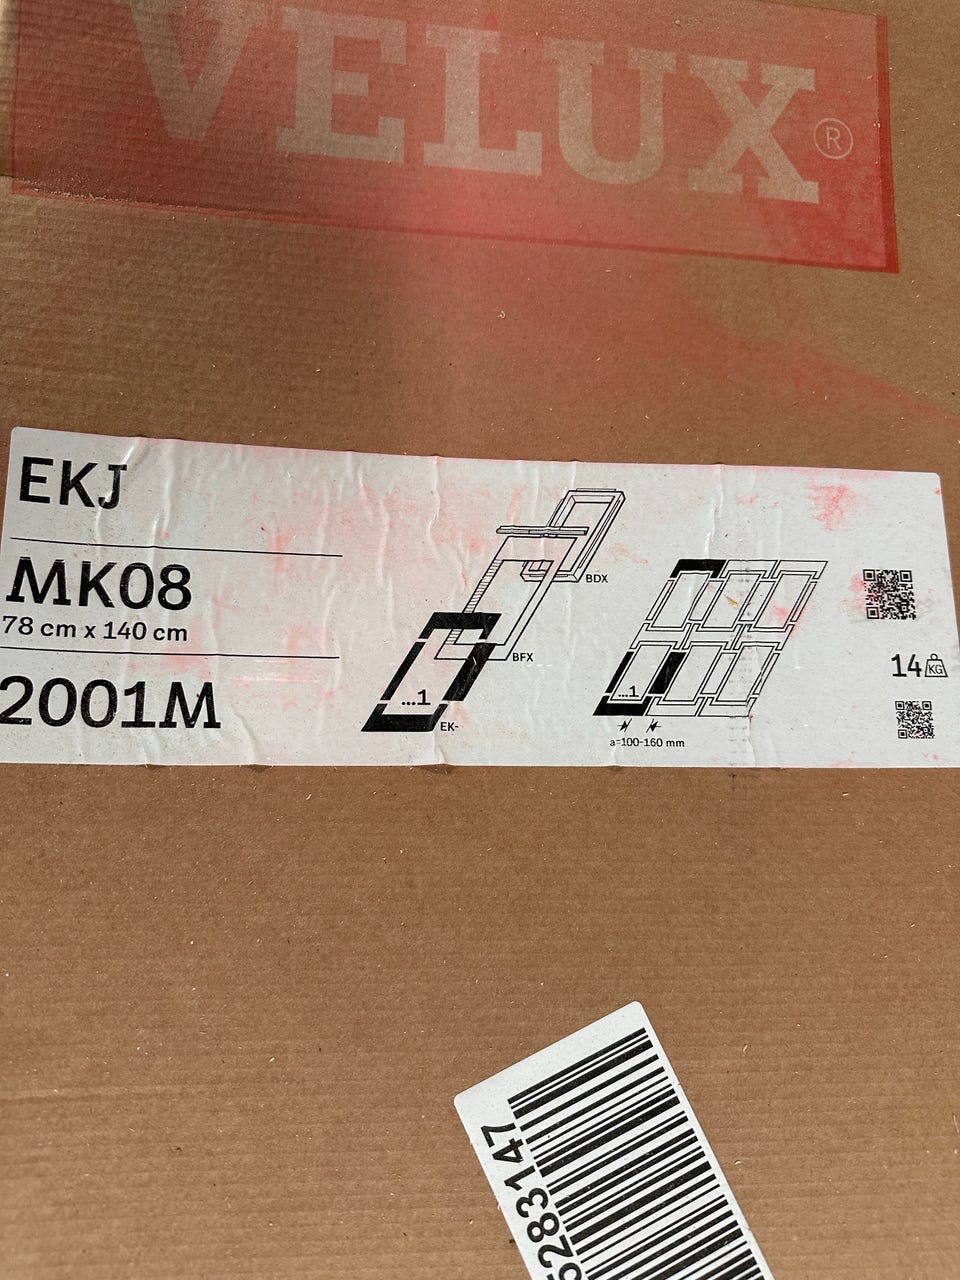 VELUX®
EKJ
MK08
78 cm x 140 cm
2001M
BDX
BFX
...1
EK-
...1
a=100-160 mm
14 KG
5283147